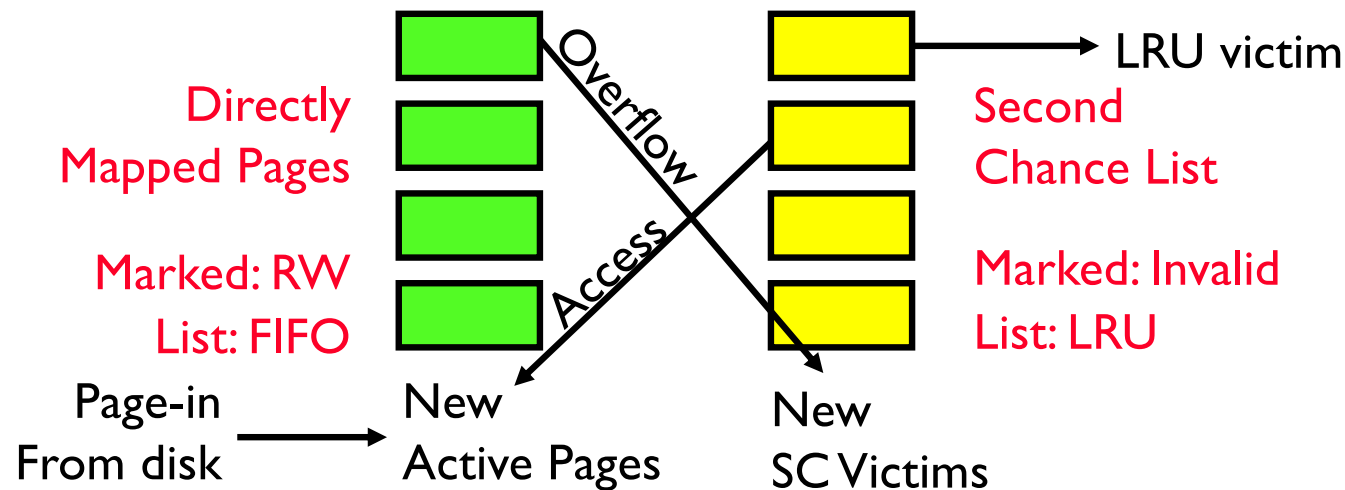 Directly
Mapped Pages
Marked: RW
List: FIFO
Page-in
From disk
Overflow
Access
New
Active Pages
LRU victim
Second
Chance List
Marked: Invalid
List: LRU
New
SC Victims